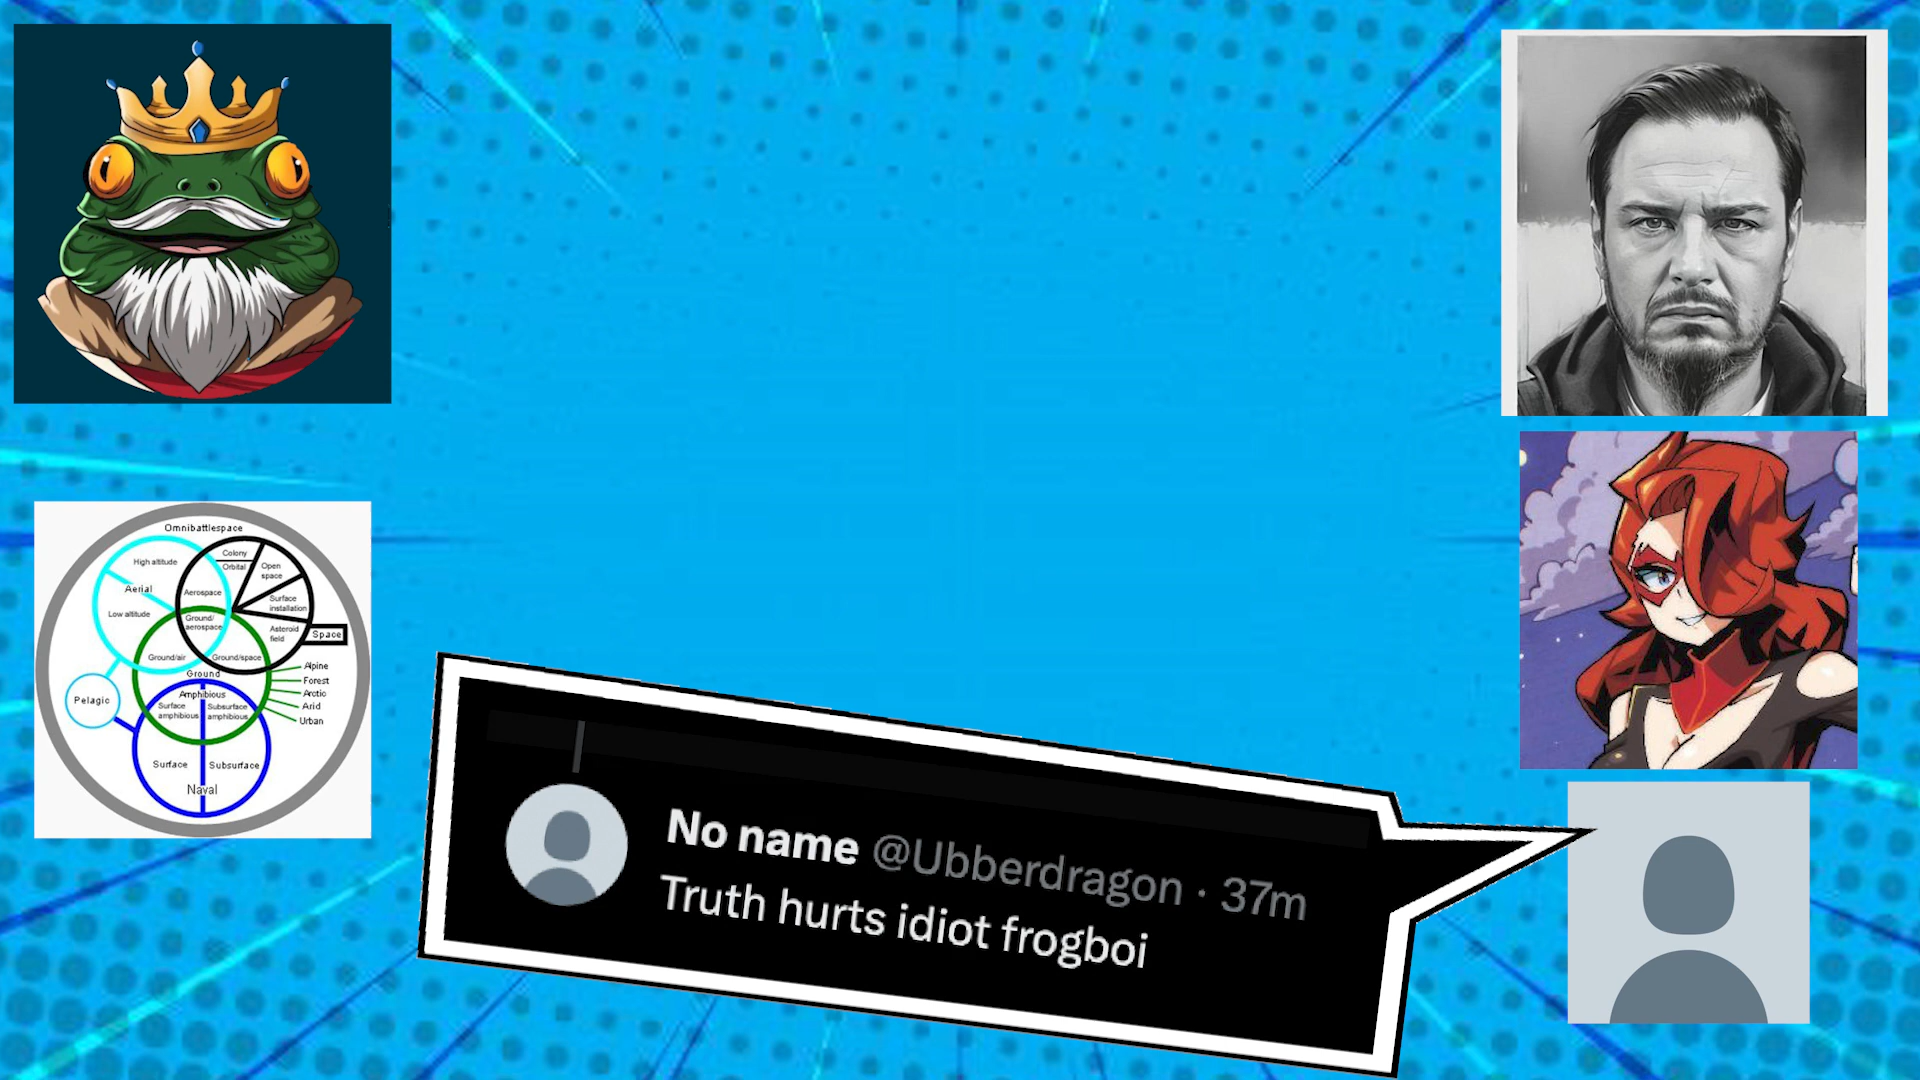 Omnibattlespace
High altitude
Aerial
Low altitude
Colony
Orbital
Open
space
Aerospace
Surface
installation
Ground/
aerospace
Asteroid
field
Space
Ground/air
Ground/space
Ground
Alpine
Forest
Arctic
Arid
Urban
Pelagic
Amphibious
Surface
amphibious
Subsurface
amphibious
Surface
Subsurface
Naval
No name @Ubberdragon · 37m
Truth hurts idiot frogboi